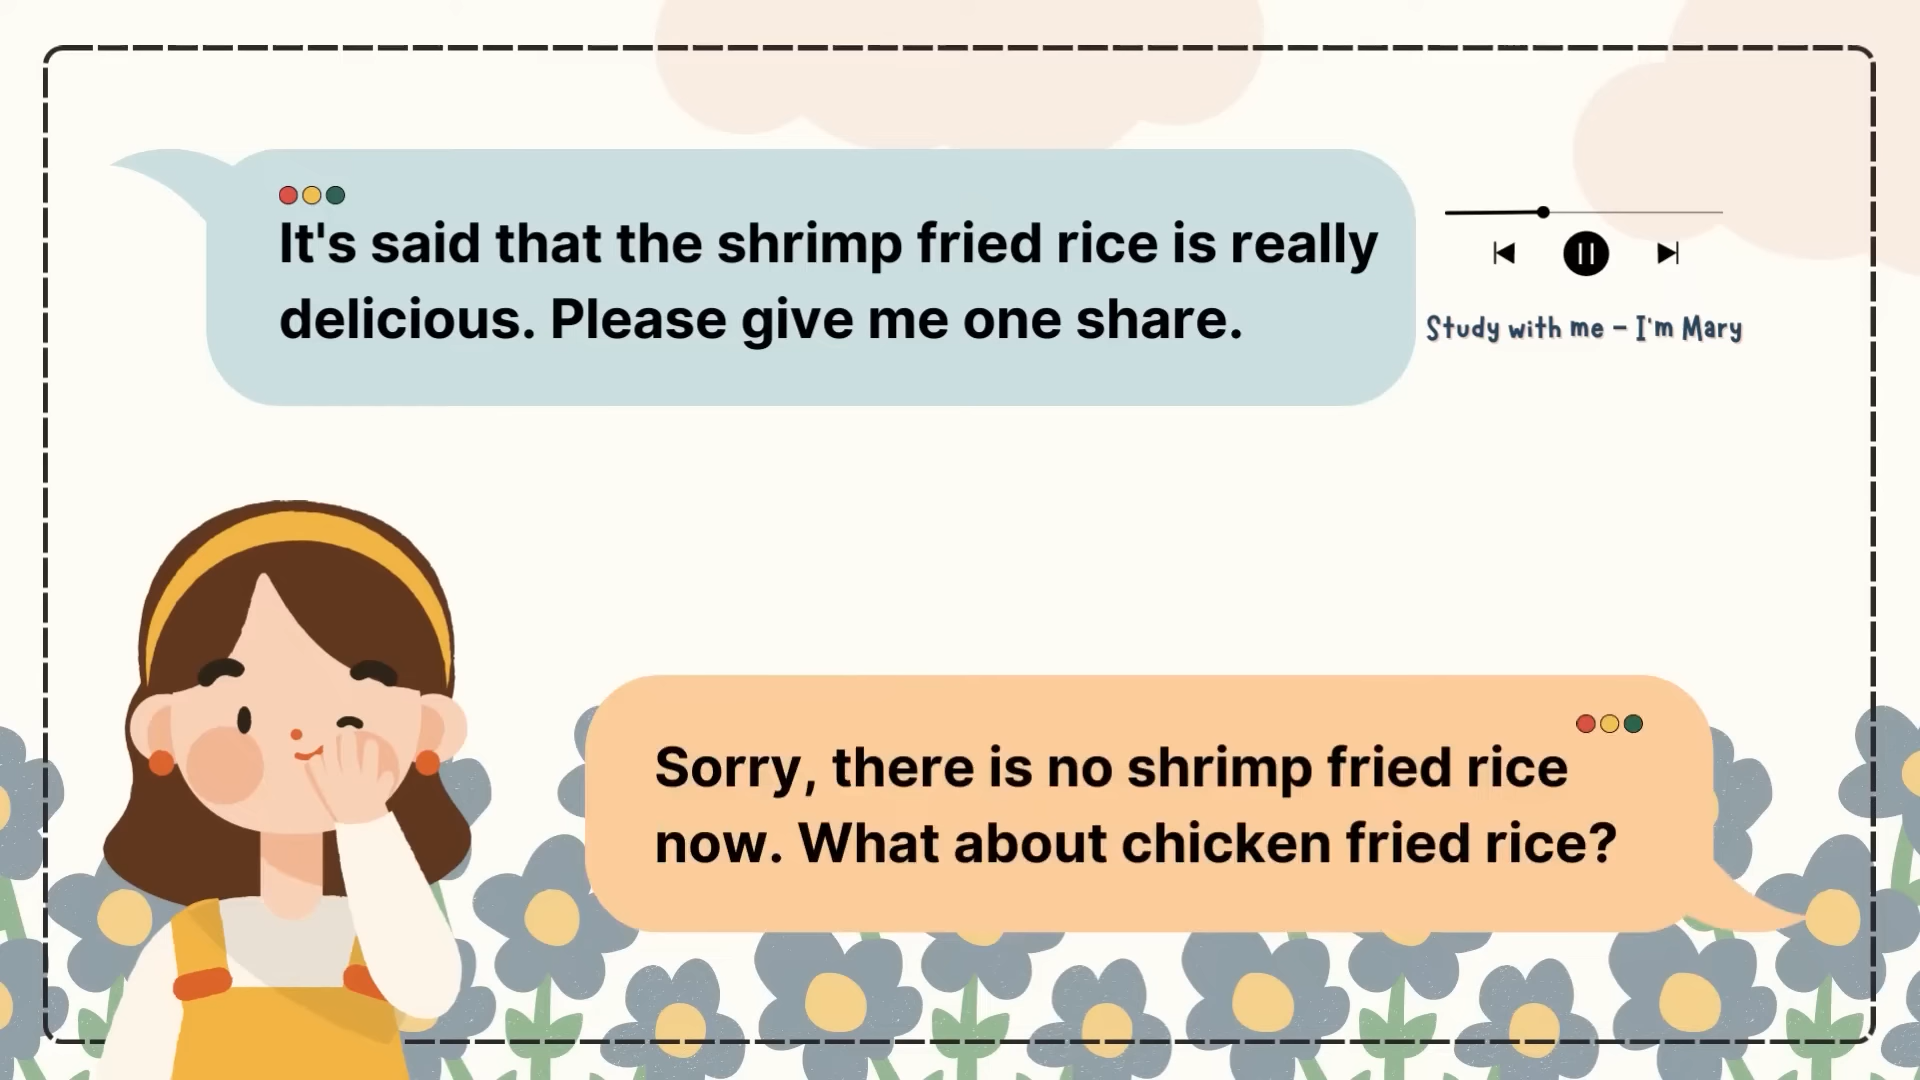 It's said that the shrimp fried rice is really
delicious. Please give me one share.
Study with me - I'm Mary
Sorry, there is no shrimp fried rice
now. What about chicken fried rice?